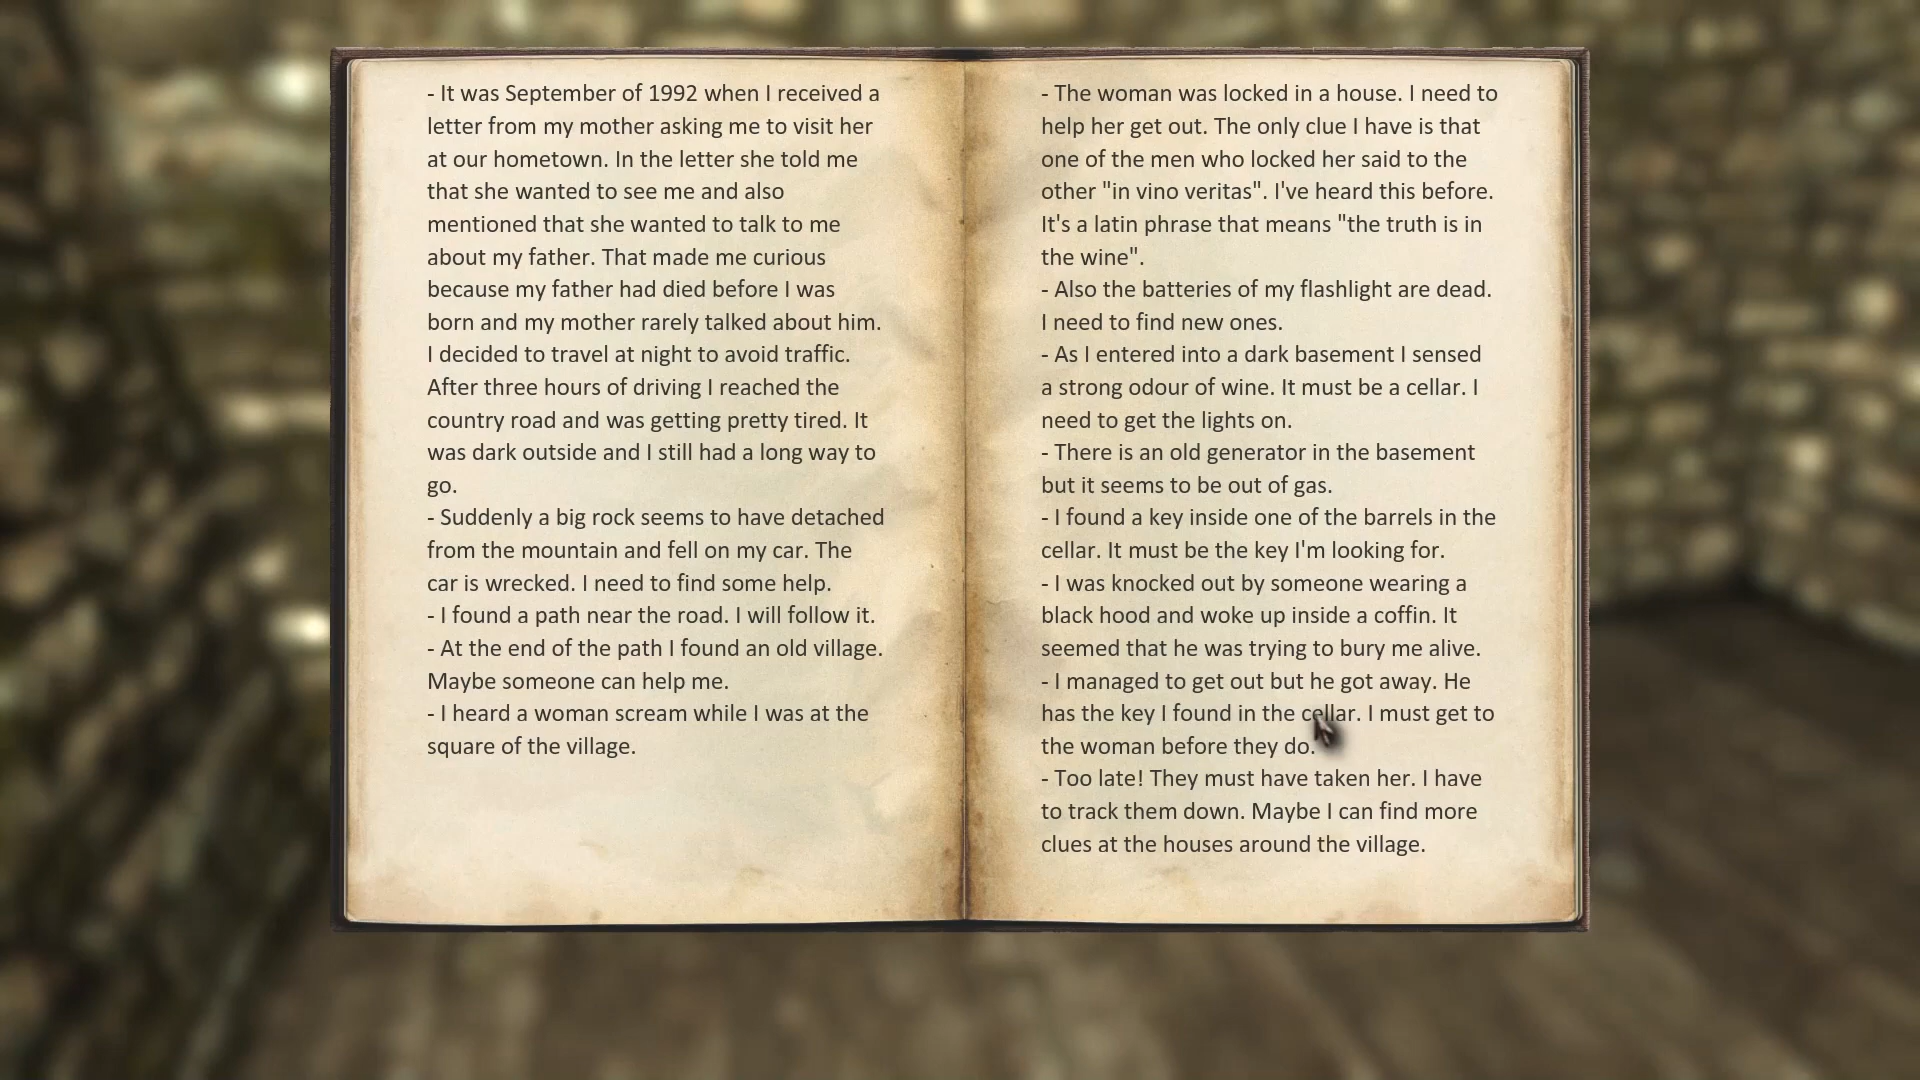 - It was September of 1992 when I received a
letter from my mother asking me to visit her
at our hometown. In the letter she told me
that she wanted to see me and also
mentioned that she wanted to talk to me
about my father. That made me curious
because my father had died before I was
born and my mother rarely talked about him.
I decided to travel at night to avoid traffic.
After three hours of driving I reached the
country road and was getting pretty tired. It
was dark outside and I still had a long way to
go.
- Suddenly a big rock seems to have detached
from the mountain and fell on my car. The
car is wrecked. I need to find some help.
- I found a path near the road. I will follow it.
- At the end of the path I found an old village.
Maybe someone can help me.
- I heard a woman scream while I was at the
square of the village.
- The woman was locked in a house. I need to
help her get out. The only clue I have is that
one of the men who locked her said to the
other "in vino veritas". I've heard this before.
It's a latin phrase that means "the truth is in
the wine".
- Also the batteries of my flashlight are dead.
I need to find new ones.
- As I entered into a dark basement I sensed
a strong odour of wine. It must be a cellar. I
need to get the lights on.
- There is an old generator in the basement
but it seems to be out of gas.
- I found a key inside one of the barrels in the
cellar. It must be the key I'm looking for.
- I was knocked out by someone wearing a
black hood and woke up inside a coffin. It
seemed that he was trying to bury me alive.
- I managed to get out but he got away. He
has the key I found in the cellar. I must get to
the woman before they do.
- Too late! They must have taken her. I have
to track them down. Maybe I can find more
clues at the houses around the village.